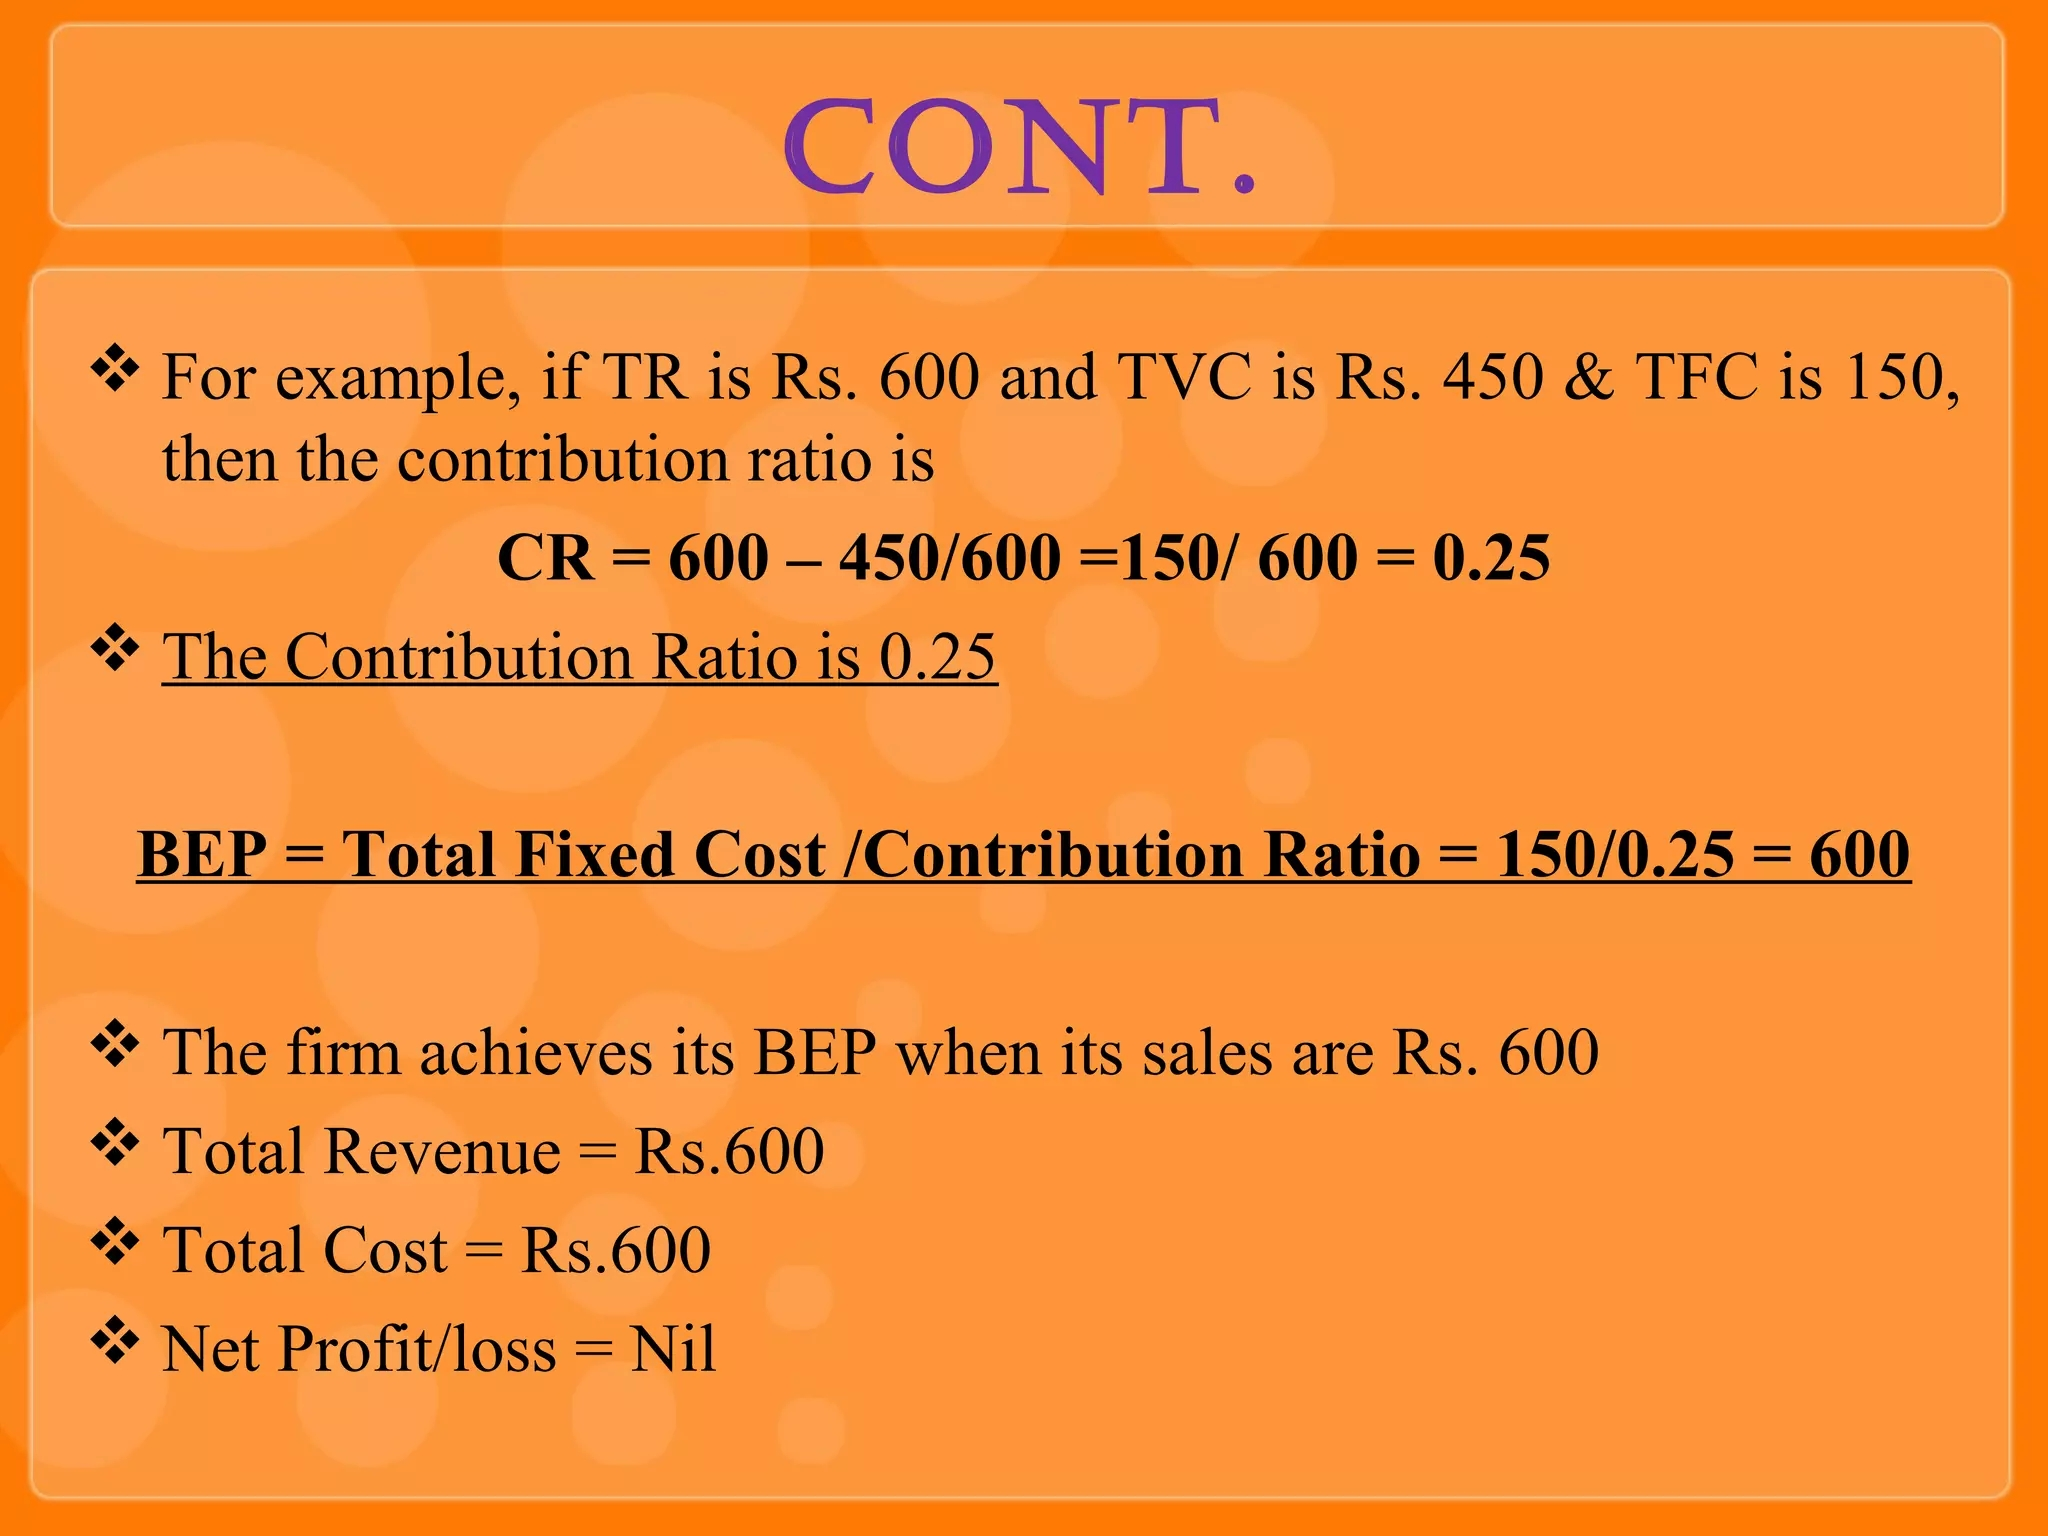 CONT.
❖ For example, if TR is Rs. 600 and TVC is Rs. 450 & TFC is 150,
then the contribution ratio is
CR = 600 – 450/600 =150/ 600 = 0.25
❖ The Contribution Ratio is 0.25
BEP = Total Fixed Cost /Contribution Ratio = 150/0.25 = 600
❖ The firm achieves its BEP when its sales are Rs. 600
❖ Total Revenue = Rs.600
❖ Total Cost = Rs.600
❖ Net Profit/loss = Nil